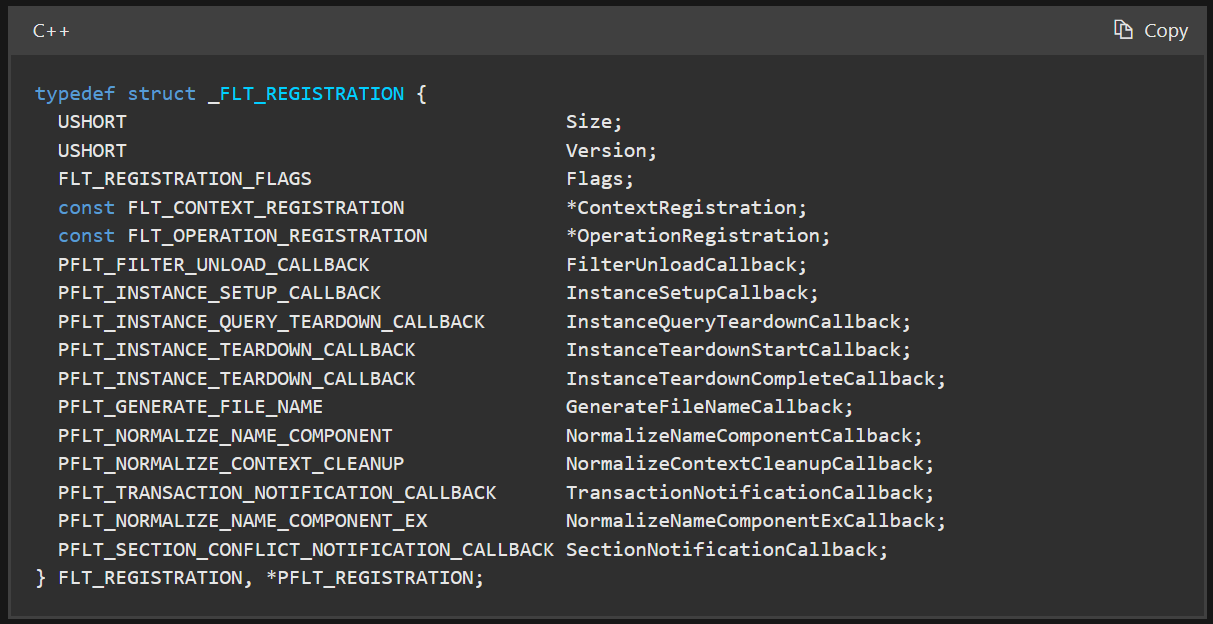 C++
Copy
typedef struct _FLT_REGISTRATION {
  USHORT                                      Size;
  USHORT                                      Version;
  FLT_REGISTRATION_FLAGS                      Flags;
  const FLT_CONTEXT_REGISTRATION              *ContextRegistration;
  const FLT_OPERATION_REGISTRATION            *OperationRegistration;
  PFLT_FILTER_UNLOAD_CALLBACK                 FilterUnloadCallback;
  PFLT_INSTANCE_SETUP_CALLBACK                InstanceSetupCallback;
  PFLT_INSTANCE_QUERY_TEARDOWN_CALLBACK       InstanceQueryTeardownCallback;
  PFLT_INSTANCE_TEARDOWN_CALLBACK             InstanceTeardownStartCallback;
  PFLT_INSTANCE_TEARDOWN_CALLBACK             InstanceTeardownCompleteCallback;
  PFLT_GENERATE_FILE_NAME                     GenerateFileNameCallback;
  PFLT_NORMALIZE_NAME_COMPONENT               NormalizeNameComponentCallback;
  PFLT_NORMALIZE_CONTEXT_CLEANUP              NormalizeContextCleanupCallback;
  PFLT_TRANSACTION_NOTIFICATION_CALLBACK      TransactionNotificationCallback;
  PFLT_NORMALIZE_NAME_COMPONENT_EX            NormalizeNameComponentExCallback;
  PFLT_SECTION_CONFLICT_NOTIFICATION_CALLBACK SectionNotificationCallback;
} FLT_REGISTRATION, *PFLT_REGISTRATION;